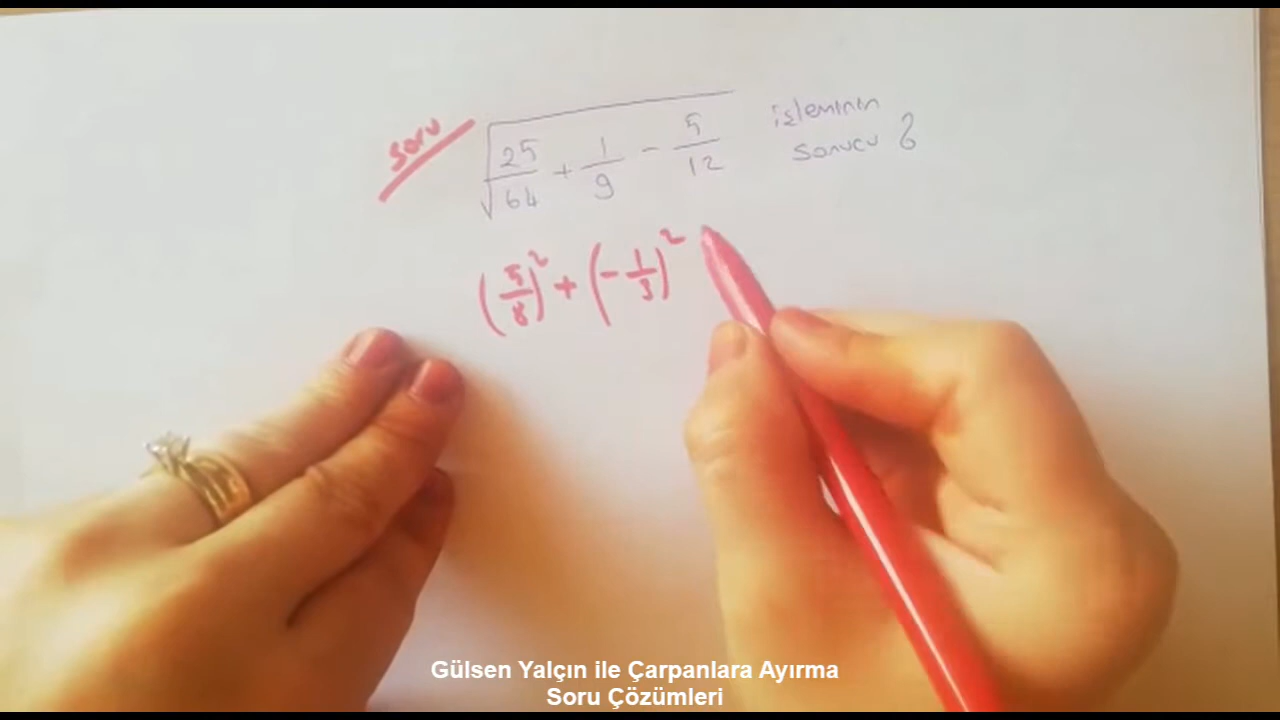 soru
√(25/64 + 1/9 - 5/12) işleminin
sonucu ?
(5/8)² + (-1/3)²
Gülsen Yalçın ile Çarpanlara Ayırma
Soru Çözümleri